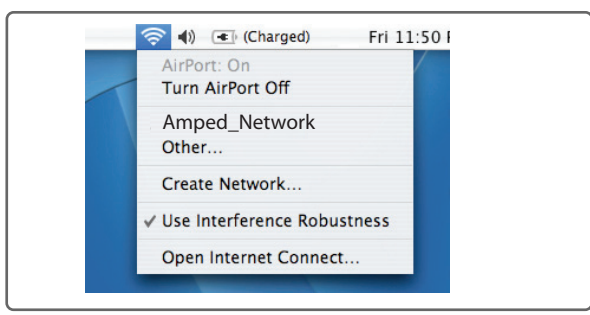 (Charged) Fri 11:50
AirPort: On
Turn AirPort Off
Amped_Network
Other...
Create Network...
✓ Use Interference Robustness
Open Internet Connect...